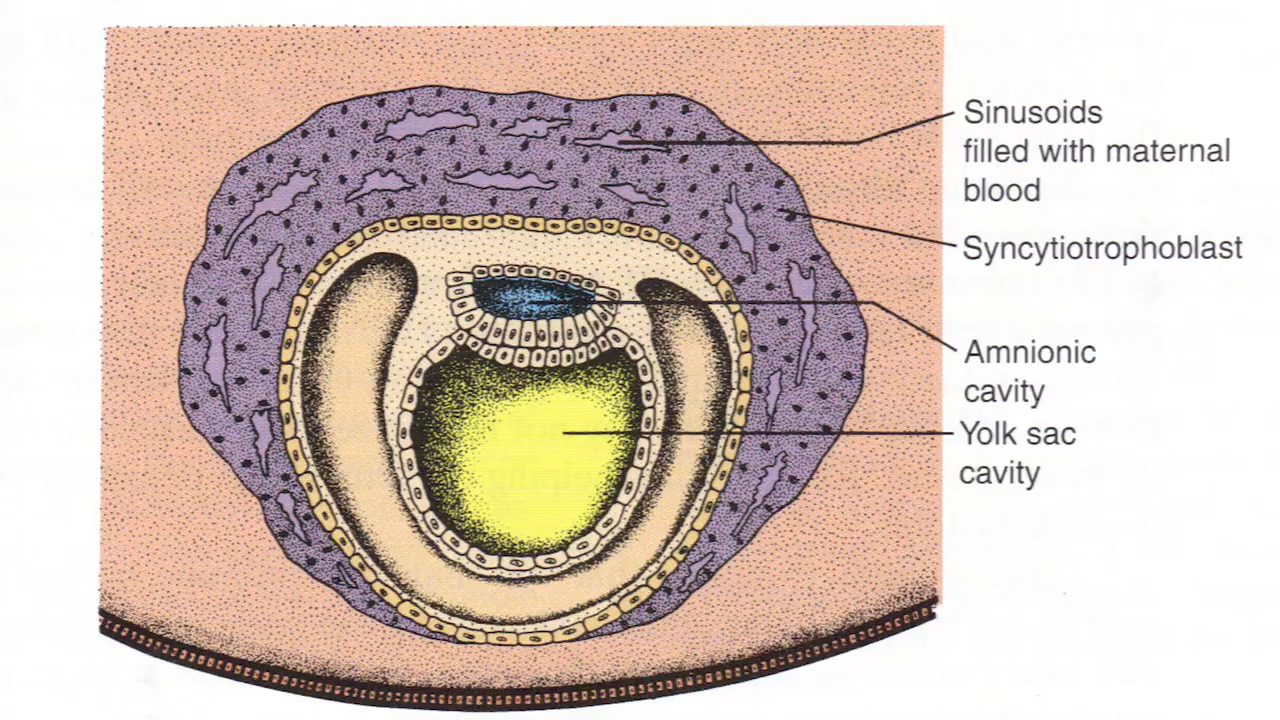 Sinusoids
filled with maternal
blood
Syncytiotrophoblast
Amnionic
cavity
Yolk sac
cavity